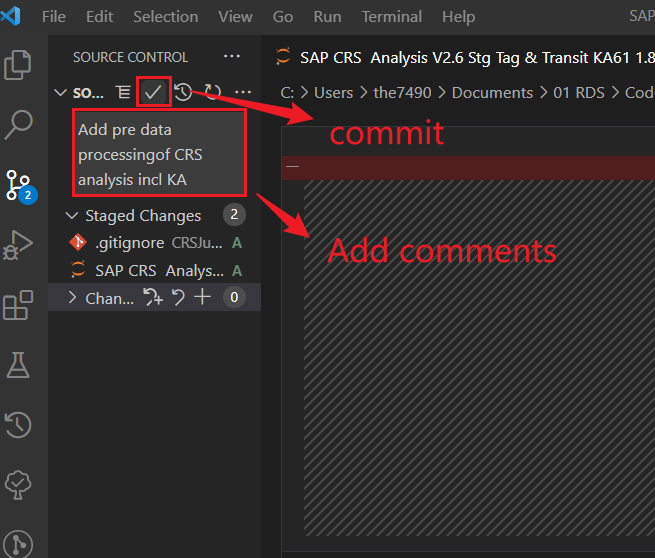 File Edit Selection View Go Run Terminal Help SAP
SOURCE CONTROL ...
SAP CRS Analysis V2.6 Stg Tag & Transit KA61 1.8
SO... ...
C: > Users > the7490 > Documents > 01 RDS > Cod
commit
Add pre data
processingof CRS
analysis incl KA
2
Staged Changes 2
.gitignore CRSJu... A
Add comments
SAP CRS Analys... A
Chan... 0